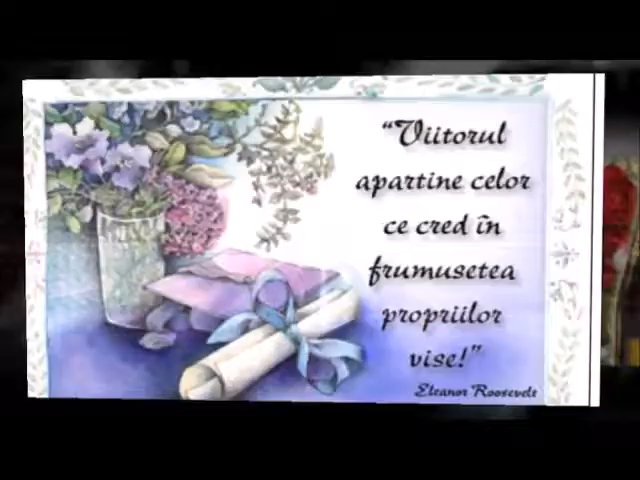 “Viitorul
apartine celor
ce cred în
frumusetea
propriilor
vise!”
Eleanor Roosevelt